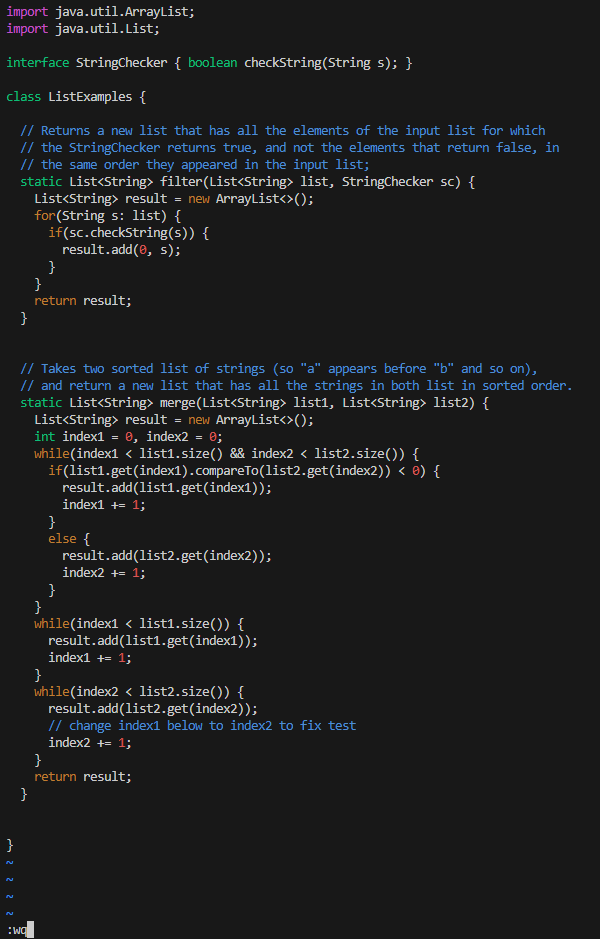 import java.util.ArrayList;
import java.util.List;

interface StringChecker { boolean checkString(String s); }

class ListExamples {

  // Returns a new list that has all the elements of the input list for which
  // the StringChecker returns true, and not the elements that return false, in
  // the same order they appeared in the input list;
  static List<String> filter(List<String> list, StringChecker sc) {
    List<String> result = new ArrayList<>();
    for(String s: list) {
      if(sc.checkString(s)) {
        result.add(0, s);
      }
    }
    return result;
  }


  // Takes two sorted list of strings (so "a" appears before "b" and so on),
  // and return a new list that has all the strings in both list in sorted order.
  static List<String> merge(List<String> list1, List<String> list2) {
    List<String> result = new ArrayList<>();
    int index1 = 0, index2 = 0;
    while(index1 < list1.size() && index2 < list2.size()) {
      if(list1.get(index1).compareTo(list2.get(index2)) < 0) {
        result.add(list1.get(index1));
        index1 += 1;
      }
      else {
        result.add(list2.get(index2));
        index2 += 1;
      }
    }
    while(index1 < list1.size()) {
      result.add(list1.get(index1));
      index1 += 1;
    }
    while(index2 < list2.size()) {
      result.add(list2.get(index2));
      // change index1 below to index2 to fix test
      index2 += 1;
    }
    return result;
  }


}
~
~
~
~
:wq